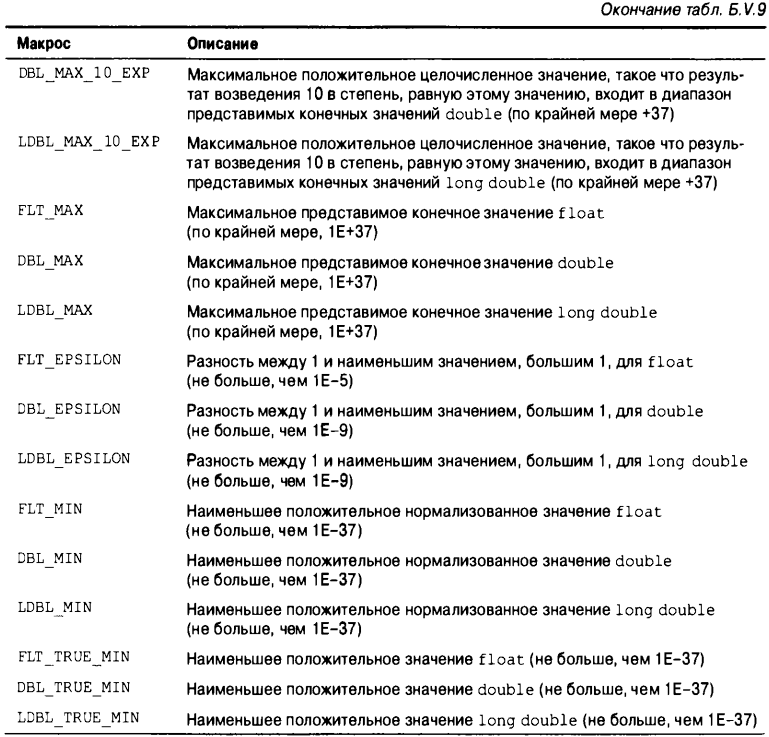 Окончание табл. Б.V.9
Макрос Описание
DBL_MAX_10_EXP Максимальное положительное целочисленное значение, такое что резуль-
тат возведения 10 в степень, равную этому значению, входит в диапазон
представимых конечных значений double (по крайней мере +37)
LDBL_MAX_10_EXP Максимальное положительное целочисленное значение, такое что резуль-
тат возведения 10 в степень, равную этому значению, входит в диапазон
представимых конечных значений long double (по крайней мере +37)
FLT_MAX Максимальное представимое конечное значение float
(по крайней мере, 1E+37)
DBL_MAX Максимальное представимое конечное значение double
(по крайней мере, 1E+37)
LDBL_MAX Максимальное представимое конечное значение long double
(по крайней мере, 1E+37)
FLT_EPSILON Разность между 1 и наименьшим значением, большим 1, для float
(не больше, чем 1E–5)
DBL_EPSILON Разность между 1 и наименьшим значением, большим 1, для double
(не больше, чем 1E–9)
LDBL_EPSILON Разность между 1 и наименьшим значением, большим 1, для long double
(не больше, чем 1E–9)
FLT_MIN Наименьшее положительное нормализованное значение float
(не больше, чем 1E–37)
DBL_MIN Наименьшее положительное нормализованное значение double
(не больше, чем 1E–37)
LDBL_MIN Наименьшее положительное нормализованное значение long double
(не больше, чем 1E–37)
FLT_TRUE_MIN Наименьшее положительное значение float (не больше, чем 1E–37)
DBL_TRUE_MIN Наименьшее положительное значение double (не больше, чем 1E–37)
LDBL_TRUE_MIN Наименьшее положительное значение long double (не больше, чем 1E–37)